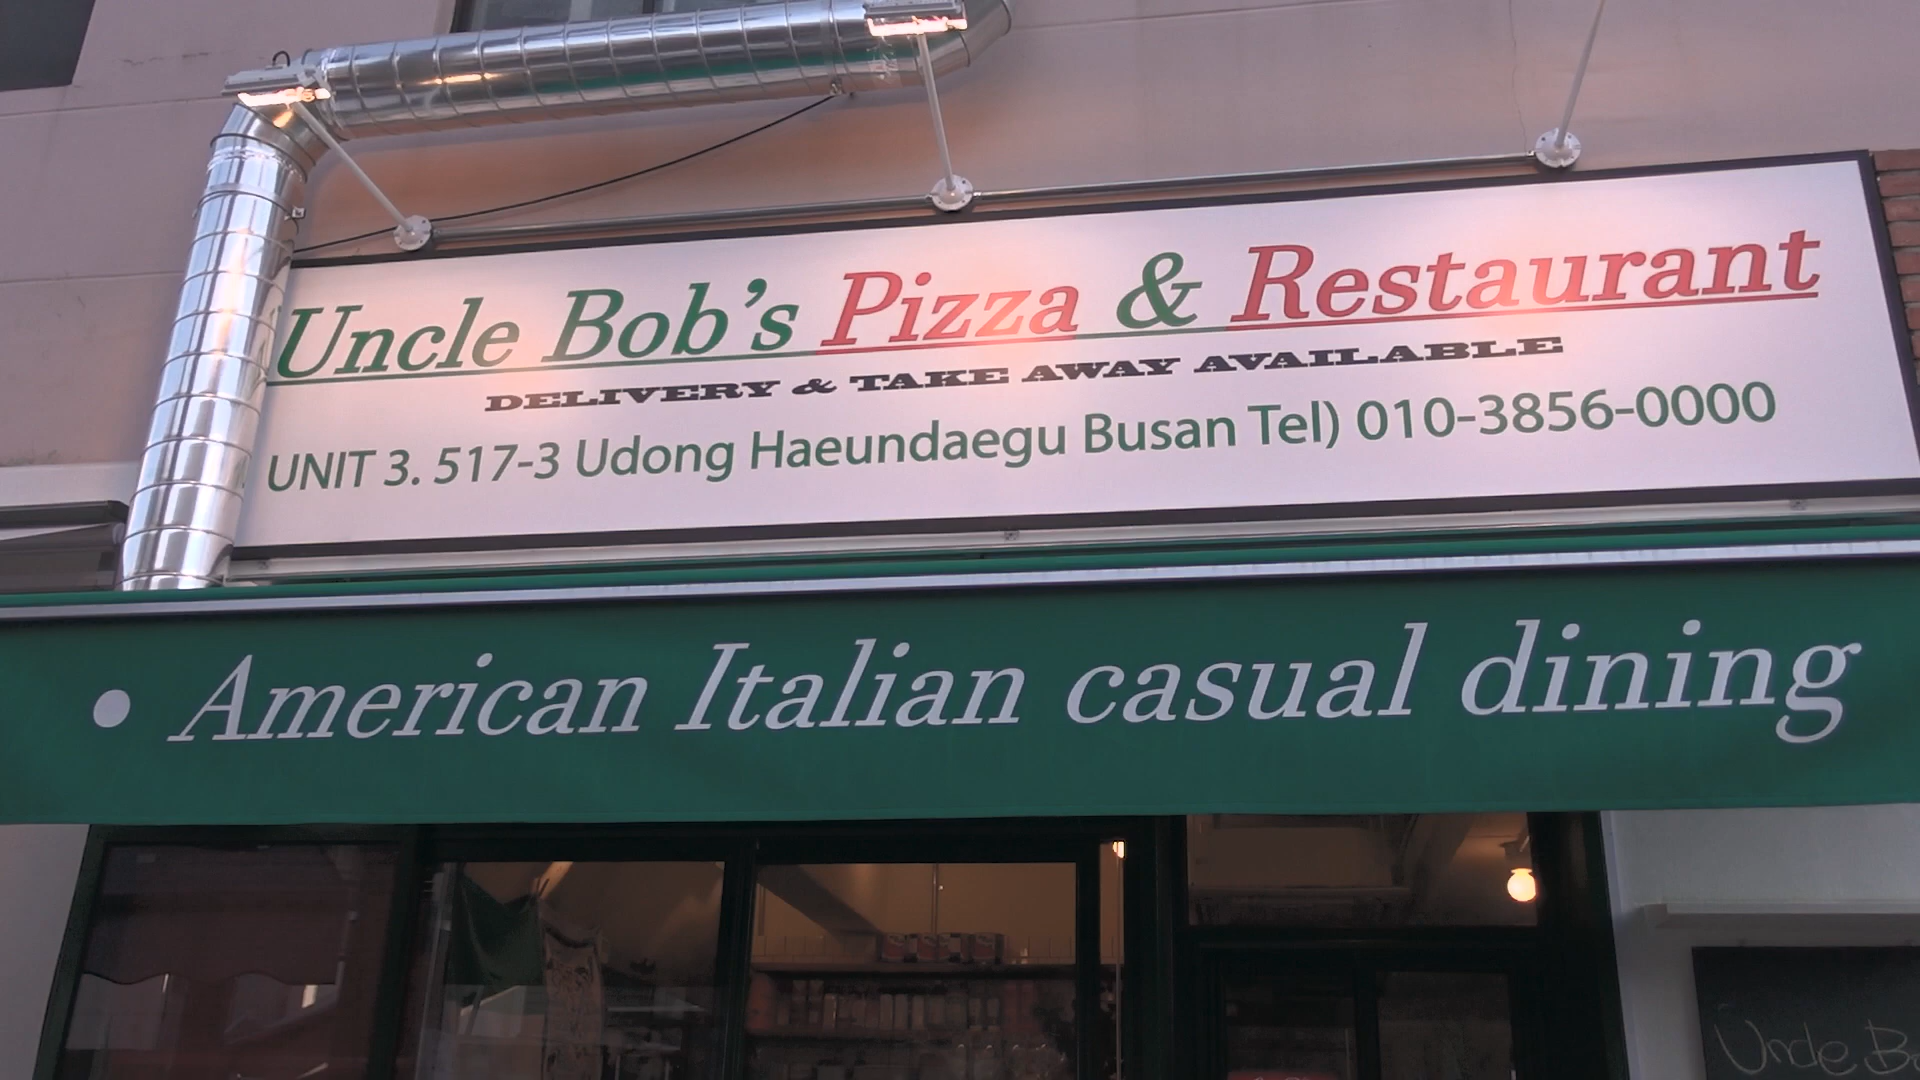 Uncle Bob's Pizza & Restaurant
DELIVERY & TAKE AWAY AVAILABLE
UNIT 3. 517-3 Udong Haeundaegu Busan Tel) 010-3856-0000
• American Italian casual dining
Uncle